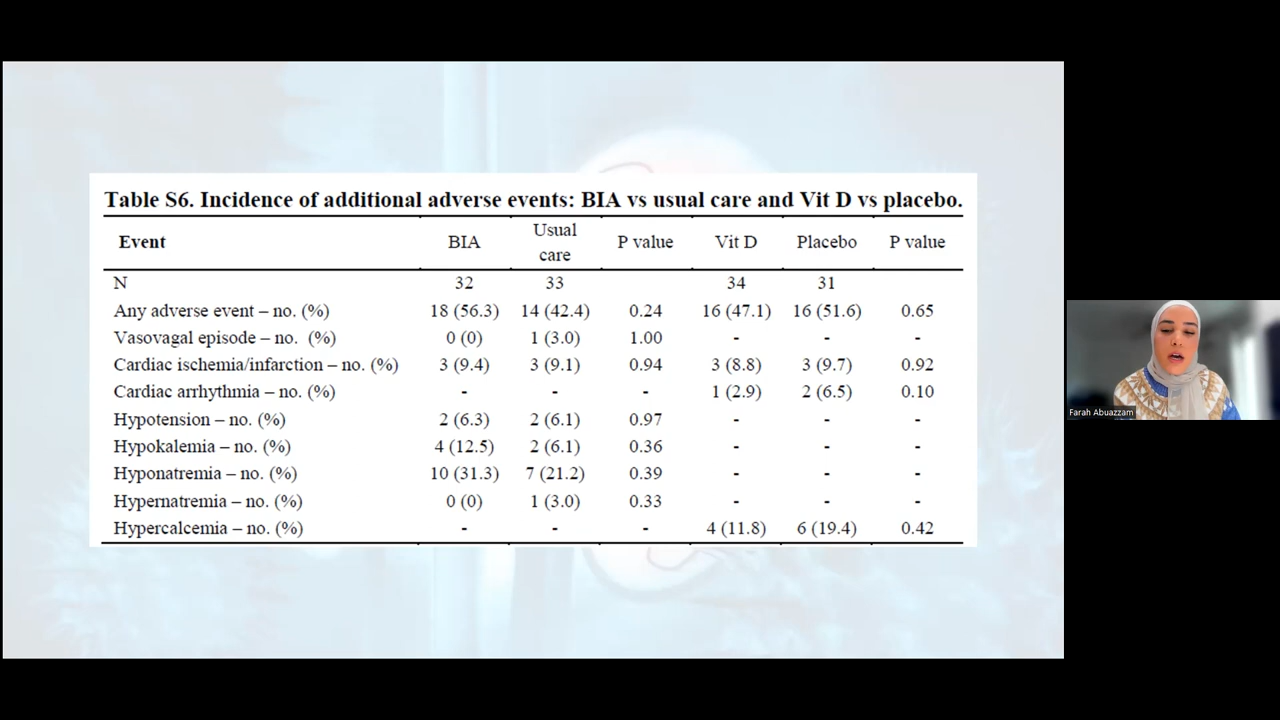 Table S6. Incidence of additional adverse events: BIA vs usual care and Vit D vs placebo.
Event BIA Usual care P value Vit D Placebo P value
N 32 33 34 31
Any adverse event – no. (%) 18 (56.3) 14 (42.4) 0.24 16 (47.1) 16 (51.6) 0.65
Vasovagal episode – no. (%) 0 (0) 1 (3.0) 1.00 - - -
Cardiac ischemia/infarction – no. (%) 3 (9.4) 3 (9.1) 0.94 3 (8.8) 3 (9.7) 0.92
Cardiac arrhythmia – no. (%) - - - 1 (2.9) 2 (6.5) 0.10
Hypotension – no. (%) 2 (6.3) 2 (6.1) 0.97 - - -
Hypokalemia – no. (%) 4 (12.5) 2 (6.1) 0.36 - - -
Hyponatremia – no. (%) 10 (31.3) 7 (21.2) 0.39 - - -
Hypernatremia – no. (%) 0 (0) 1 (3.0) 0.33 - - -
Hypercalcemia – no. (%) - - - 4 (11.8) 6 (19.4) 0.42
Farah Abuazzam